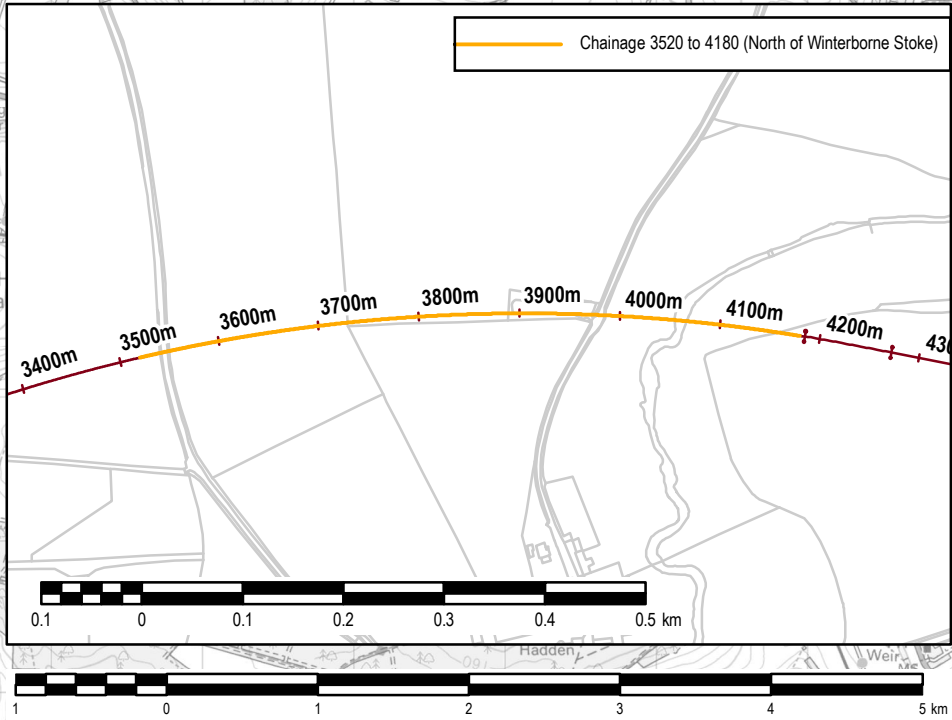 Chainage 3520 to 4180 (North of Winterborne Stoke)
3400m
3500m
3600m
3700m
3800m
3900m
4000m
4100m
4200m
430
0.1 0 0.1 0.2 0.3 0.4 0.5 km
Hadden
Weir
1 0 1 2 3 4 5 km